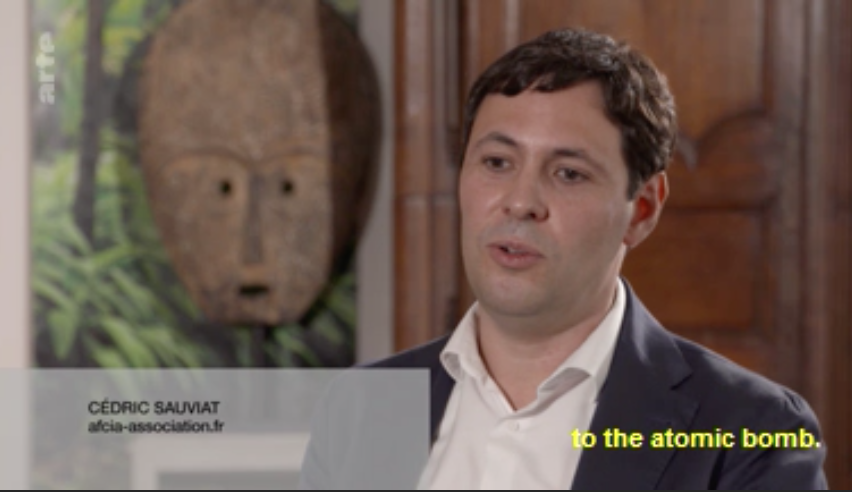 arte
CÉDRIC SAUVIAT
afcia-association.fr
to the atomic bomb.